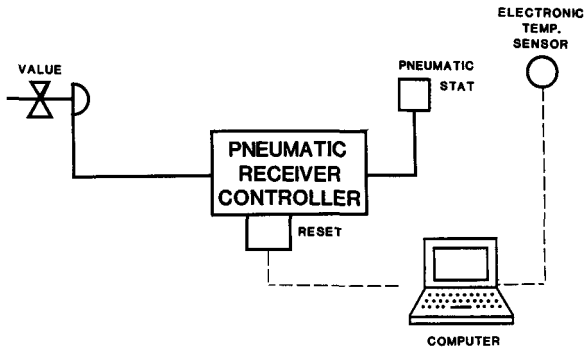 ELECTRONIC
TEMP.
SENSOR
VALUE
PNEUMATIC
STAT
PNEUMATIC
RECEIVER
CONTROLLER
RESET
COMPUTER